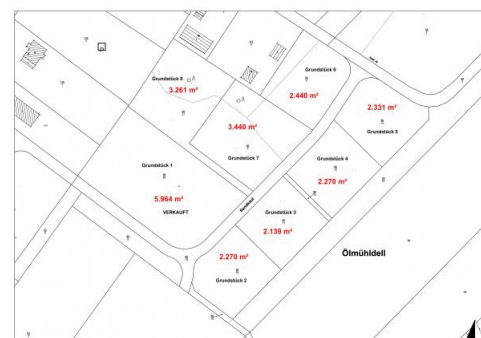 Grundstück 8
3.261 m²
Grundstück 6
2.440 m²
2.331 m²
Grundstück 5
3.440 m²
Grundstück 7
Grundstück 4
2.270 m²
Grundstück 1
5.964 m²
VERKAUFT
Grundstück 3
2.139 m²
Ölmühldell
2.270 m²
Grundstück 2